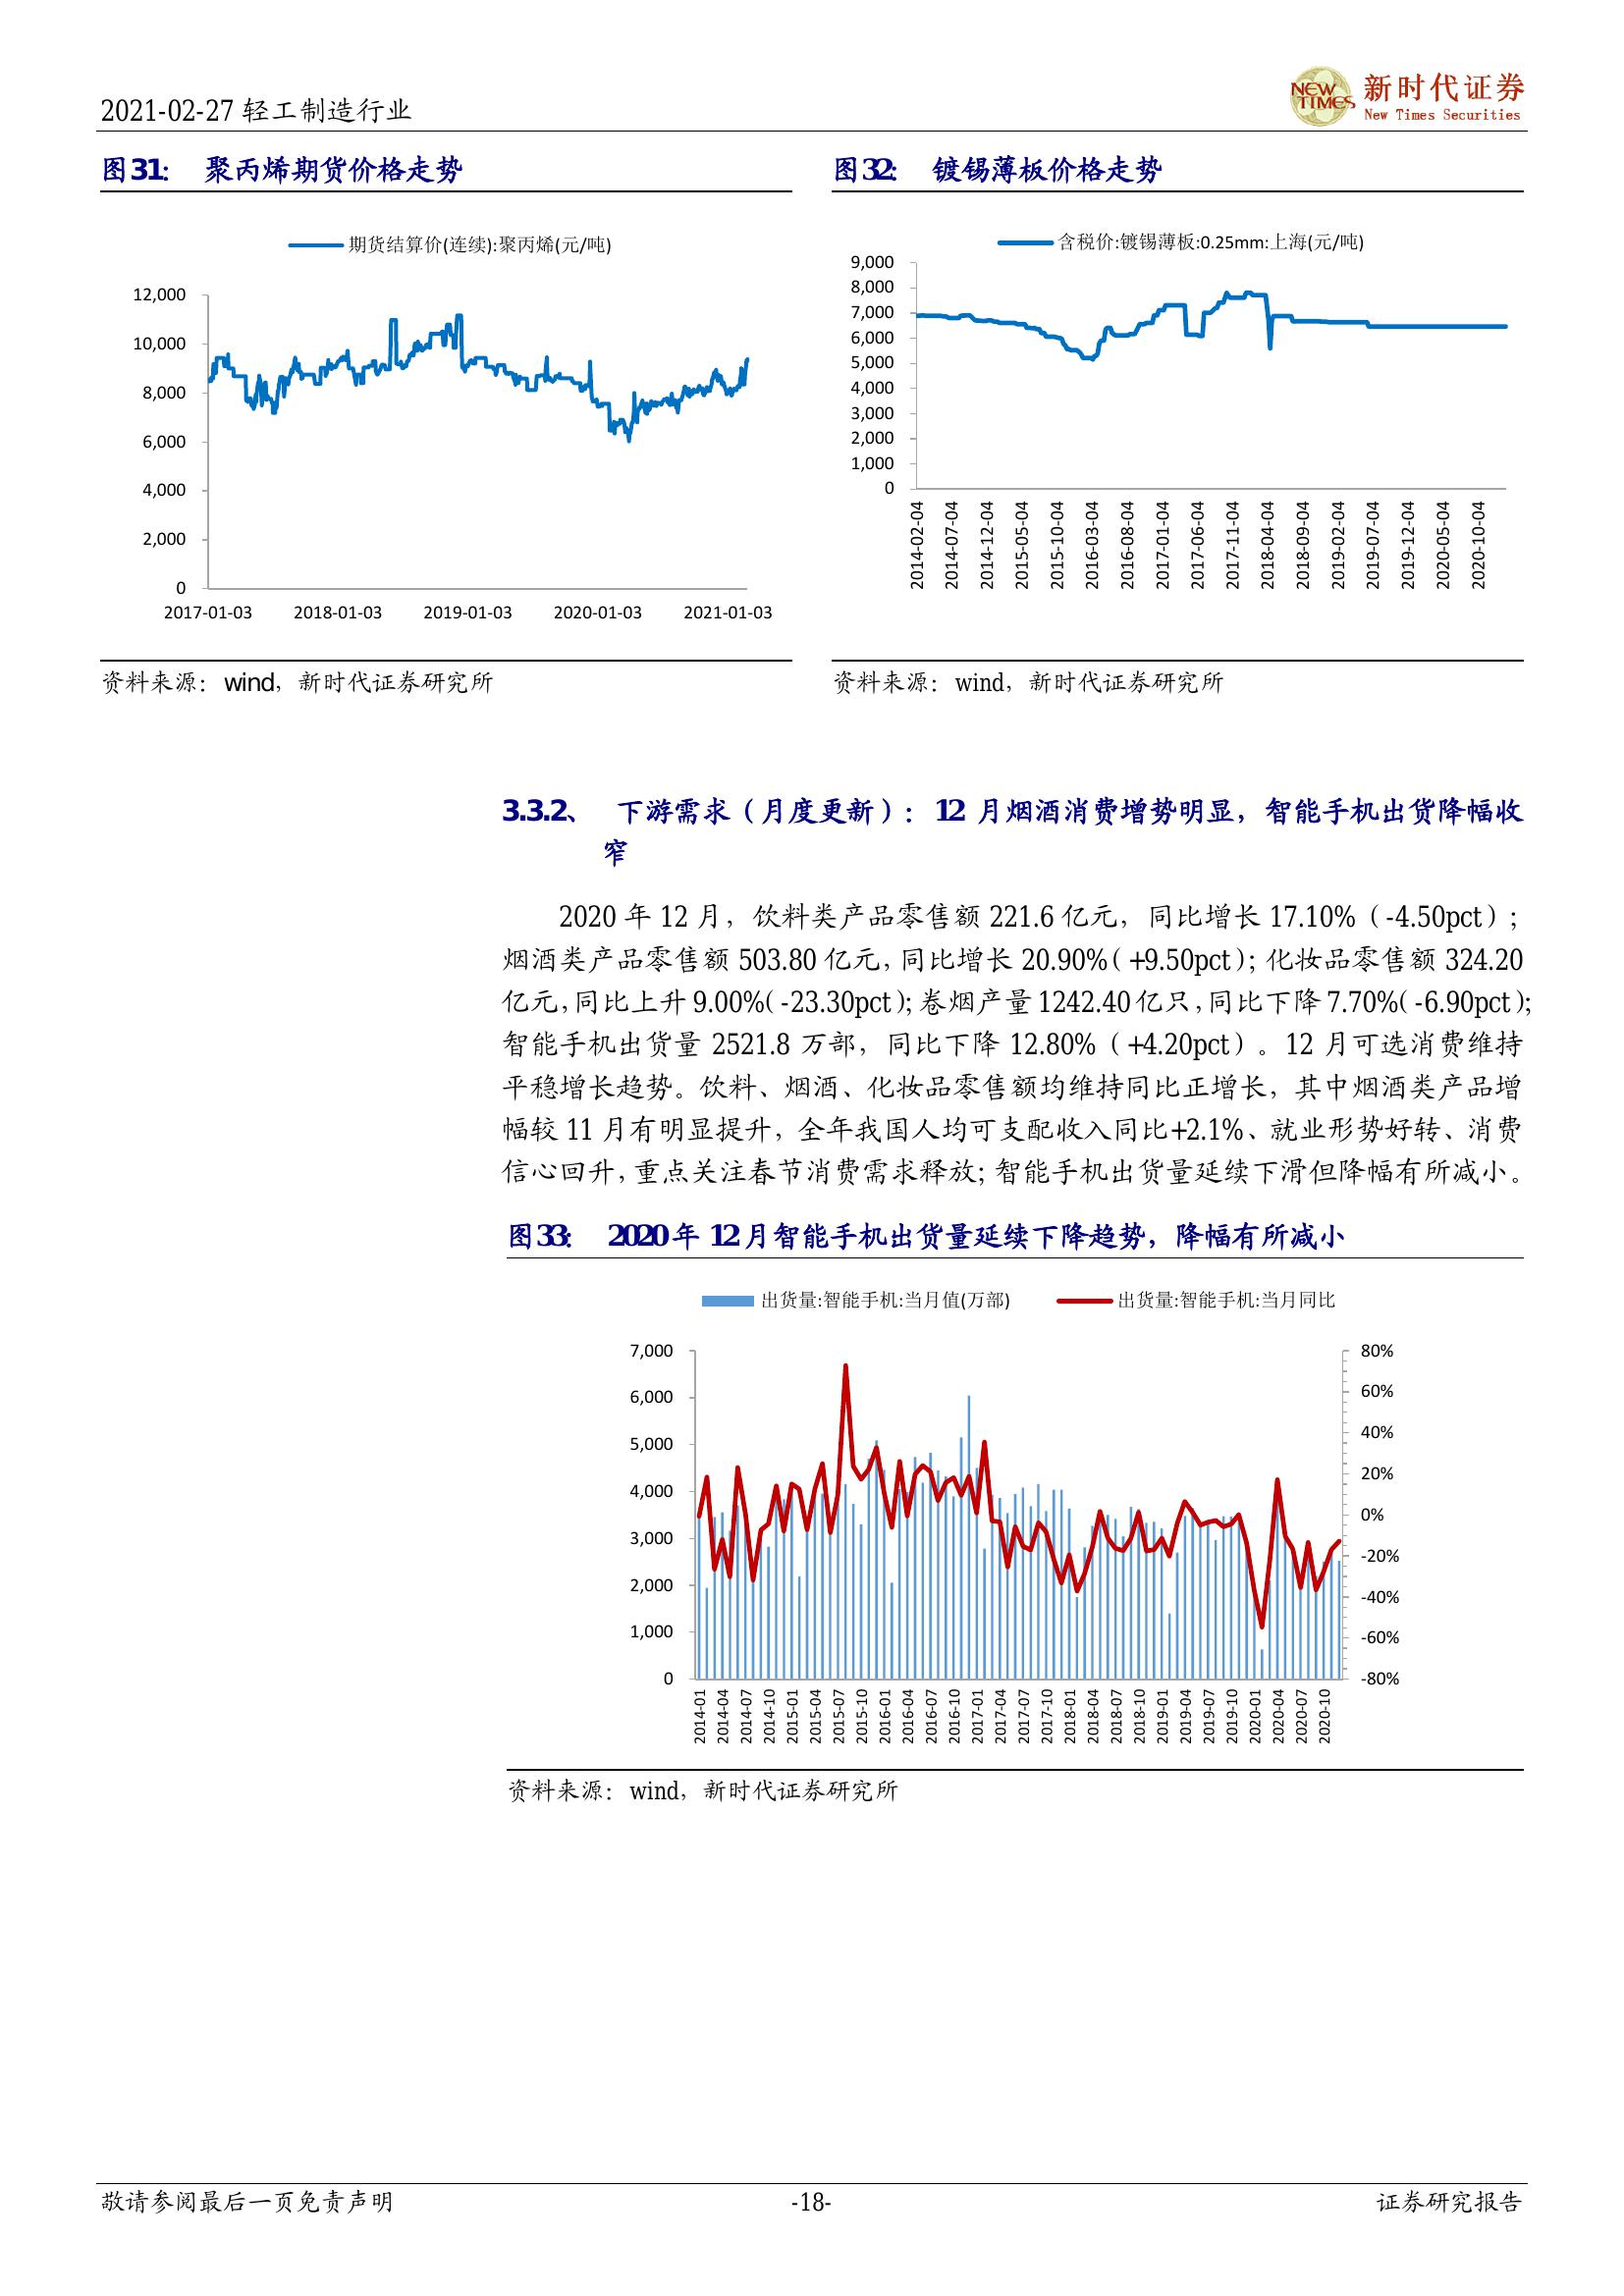 2021-02-27 轻工制造行业
NEW TIMES 新时代证券
New Times Securities
图31: 聚丙烯期货价格走势
期货结算价(连续):聚丙烯(元/吨)
12,000
10,000
8,000
6,000
4,000
2,000
0
2017-01-03 2018-01-03 2019-01-03 2020-01-03 2021-01-03
资料来源：wind，新时代证券研究所
图32: 镀锡薄板价格走势
含税价:镀锡薄板:0.25mm:上海(元/吨)
9,000
8,000
7,000
6,000
5,000
4,000
3,000
2,000
1,000
0
2014-02-04 2014-07-04 2014-12-04 2015-05-04 2015-10-04 2016-03-04 2016-08-04 2017-01-04 2017-06-04 2017-11-04 2018-04-04 2018-09-04 2019-02-04 2019-07-04 2019-12-04 2020-05-04 2020-10-04
资料来源：wind，新时代证券研究所
3.3.2、 下游需求（月度更新）：12 月烟酒消费增势明显，智能手机出货降幅收
窄
2020 年 12 月，饮料类产品零售额 221.6 亿元，同比增长 17.10%（-4.50pct）；
烟酒类产品零售额 503.80 亿元，同比增长 20.90%（+9.50pct）；化妆品零售额 324.20
亿元，同比上升 9.00%（-23.30pct）；卷烟产量 1242.40 亿只，同比下降 7.70%（-6.90pct）；
智能手机出货量 2521.8 万部，同比下降 12.80%（+4.20pct）。12 月可选消费维持
平稳增长趋势。饮料、烟酒、化妆品零售额均维持同比正增长，其中烟酒类产品增
幅较 11 月有明显提升，全年我国人均可支配收入同比+2.1%、就业形势好转、消费
信心回升，重点关注春节消费需求释放；智能手机出货量延续下滑但降幅有所减小。
图33: 2020 年 12 月智能手机出货量延续下降趋势，降幅有所减小
出货量:智能手机:当月值(万部) 出货量:智能手机:当月同比
7,000
6,000
5,000
4,000
3,000
2,000
1,000
0
80%
60%
40%
20%
0%
-20%
-40%
-60%
-80%
2014-01 2014-04 2014-07 2014-10 2015-01 2015-04 2015-07 2015-10 2016-01 2016-04 2016-07 2016-10 2017-01 2017-04 2017-07 2017-10 2018-01 2018-04 2018-07 2018-10 2019-01 2019-04 2019-07 2019-10 2020-01 2020-04 2020-07 2020-10
资料来源：wind，新时代证券研究所
敬请参阅最后一页免责声明 -18- 证券研究报告